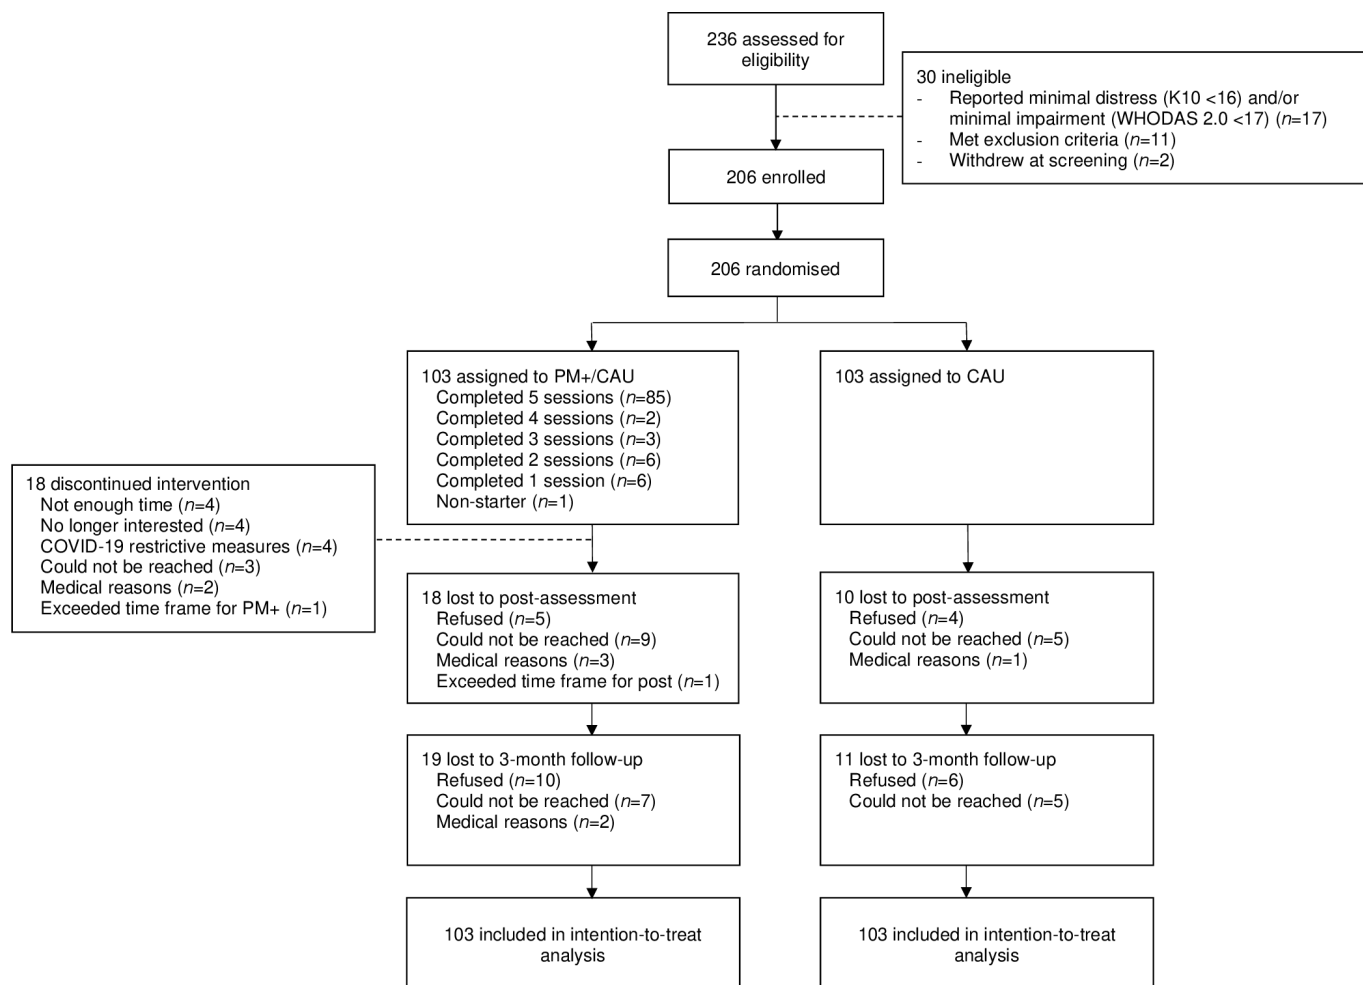 236 assessed for
eligibility
30 ineligible
- Reported minimal distress (K10 <16) and/or
minimal impairment (WHODAS 2.0 <17) (n=17)
- Met exclusion criteria (n=11)
- Withdrew at screening (n=2)
206 enrolled
206 randomised
103 assigned to PM+/CAU
Completed 5 sessions (n=85)
Completed 4 sessions (n=2)
Completed 3 sessions (n=3)
Completed 2 sessions (n=6)
Completed 1 session (n=6)
Non-starter (n=1)
103 assigned to CAU
18 discontinued intervention
Not enough time (n=4)
No longer interested (n=4)
COVID-19 restrictive measures (n=4)
Could not be reached (n=3)
Medical reasons (n=2)
Exceeded time frame for PM+ (n=1)
18 lost to post-assessment
Refused (n=5)
Could not be reached (n=9)
Medical reasons (n=3)
Exceeded time frame for post (n=1)
10 lost to post-assessment
Refused (n=4)
Could not be reached (n=5)
Medical reasons (n=1)
19 lost to 3-month follow-up
Refused (n=10)
Could not be reached (n=7)
Medical reasons (n=2)
11 lost to 3-month follow-up
Refused (n=6)
Could not be reached (n=5)
103 included in intention-to-treat
analysis
103 included in intention-to-treat
analysis